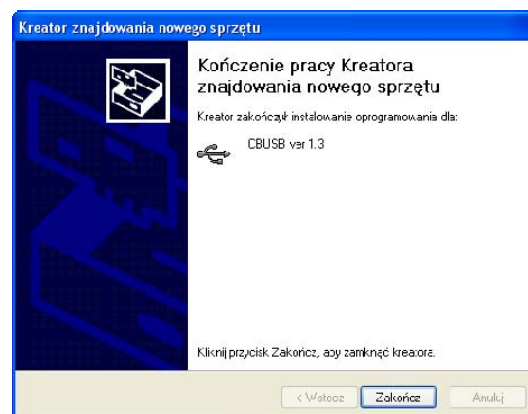 Kreator znajdowania nowego sprzętu
Kończenie pracy Kreatora
znajdowania nowego sprzętu
Kreator zakończył instalowanie oprogramowania dla:
CBUSB ver 1.3
Kliknij przycisk Zakończ, aby zamknąć kreatora.
< Wstecz Zakończ Anuluj